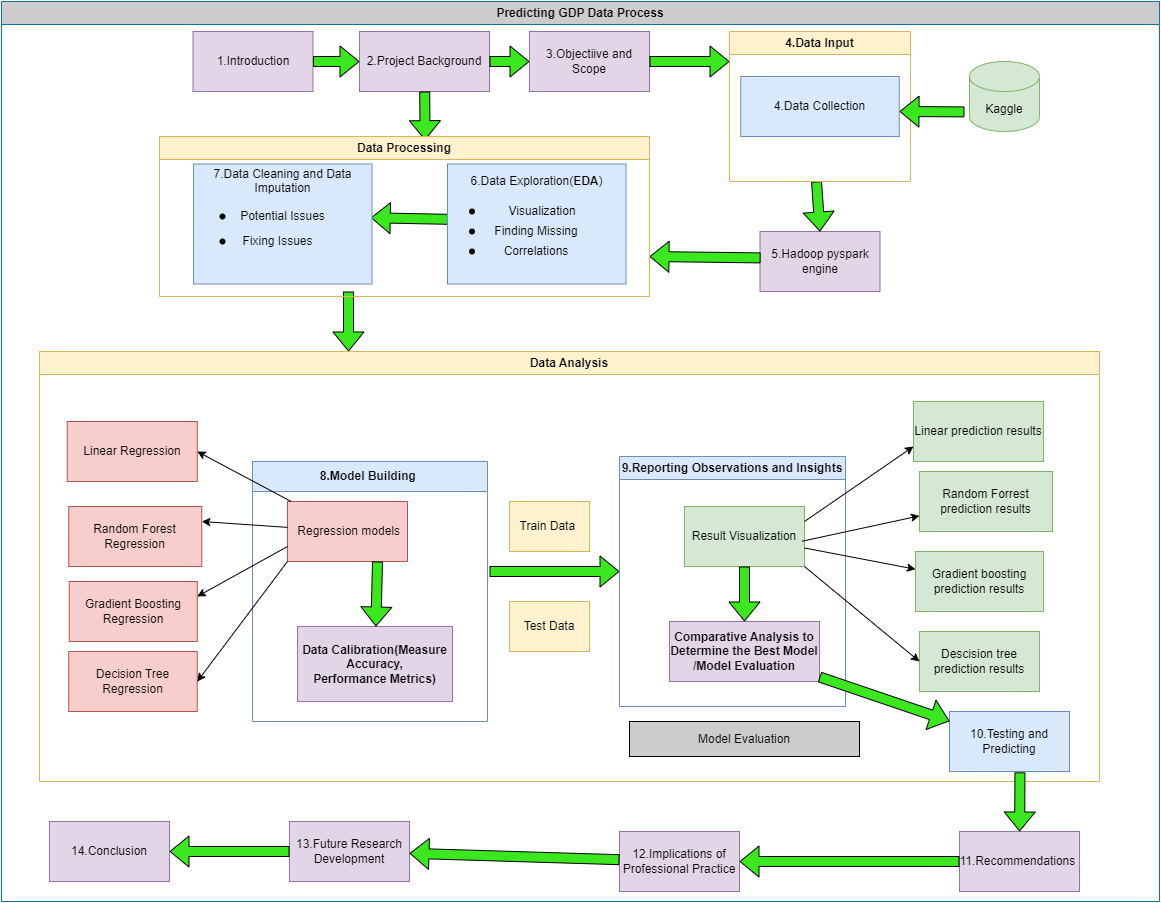 Predicting GDP Data Process
1.Introduction
2.Project Background
3.Objectiive and
Scope
4.Data Input
4.Data Collection
Kaggle
Data Processing
7.Data Cleaning and Data
Imputation
● Potential Issues
● Fixing Issues
6.Data Exploration(EDA)
● Visualization
● Finding Missing
● Correlations
5.Hadoop pyspark
engine
Data Analysis
Linear Regression
Random Forest
Regression
Gradient Boosting
Regression
Decision Tree
Regression
8.Model Building
Regression models
Data Calibration(Measure
Accuracy,
Performance Metrics)
Train Data
Test Data
9.Reporting Observations and Insights
Result Visualization
Comparative Analysis to
Determine the Best Model
/Model Evaluation
Model Evaluation
Linear prediction results
Random Forrest
prediction results
Gradient boosting
prediction results
Descision tree
prediction results
10.Testing and
Predicting
11.Recommendations
12.Implications of
Professional Practice
13.Future Research
Development
14.Conclusion